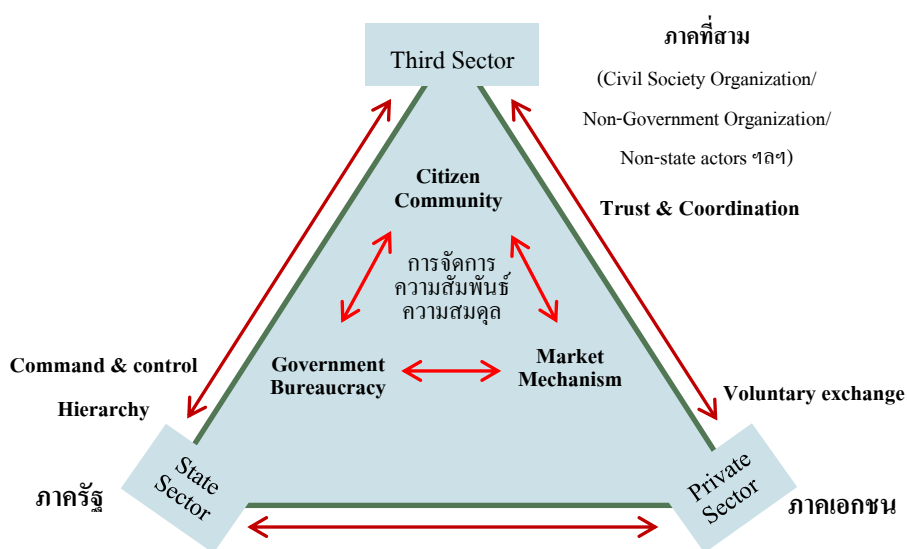 Third Sector
ภาคที่สาม
(Civil Society Organization/
Non-Government Organization/
Non-state actors ฯลฯ)
Trust & Coordination
Citizen
Community
การจัดการ
ความสัมพันธ์
ความสมดุล
Government
Bureaucracy
Market
Mechanism
Command & control
Hierarchy
Voluntary exchange
State
Sector
ภาครัฐ
Private
Sector
ภาคเอกชน